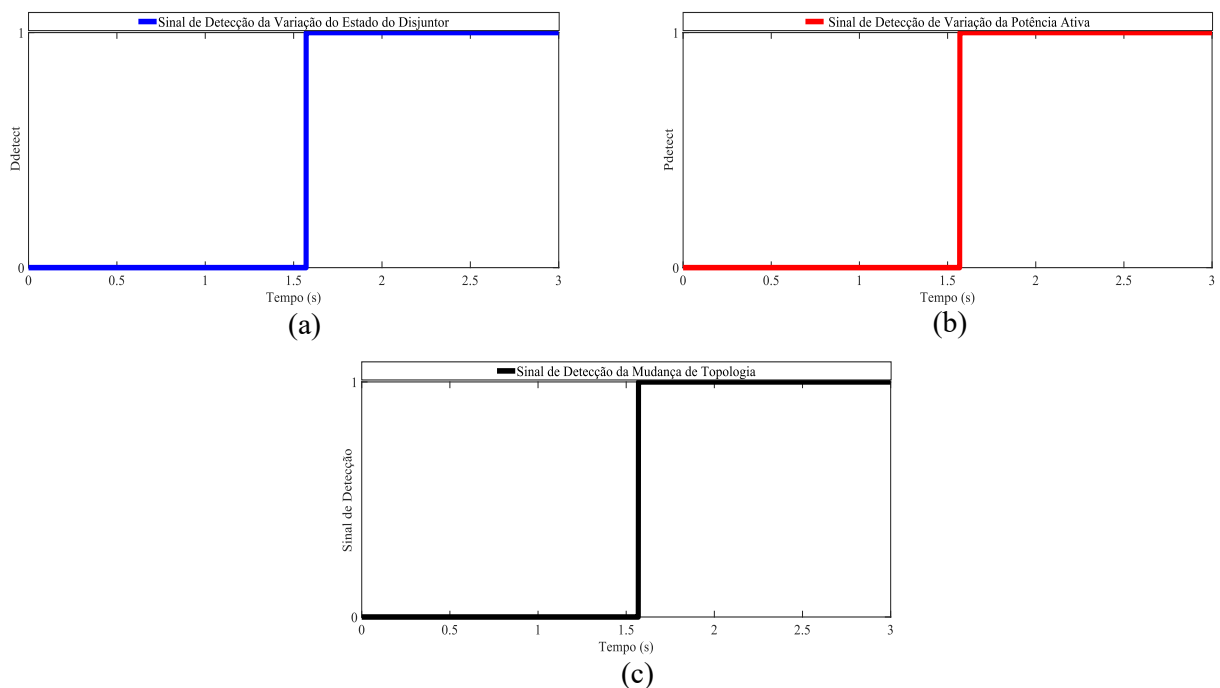 Sinal de Detecção da Variação do Estado do Disjuntor
1
Ddetect
0
0 0.5 1 1.5 2 2.5 3
Tempo (s)
(a)
Sinal de Detecção de Variação da Potência Ativa
1
Pdetect
0
0 0.5 1 1.5 2 2.5 3
Tempo (s)
(b)
Sinal de Detecção da Mudança de Topologia
1
Sinal de Detecção
0
0 0.5 1 1.5 2 2.5 3
Tempo (s)
(c)